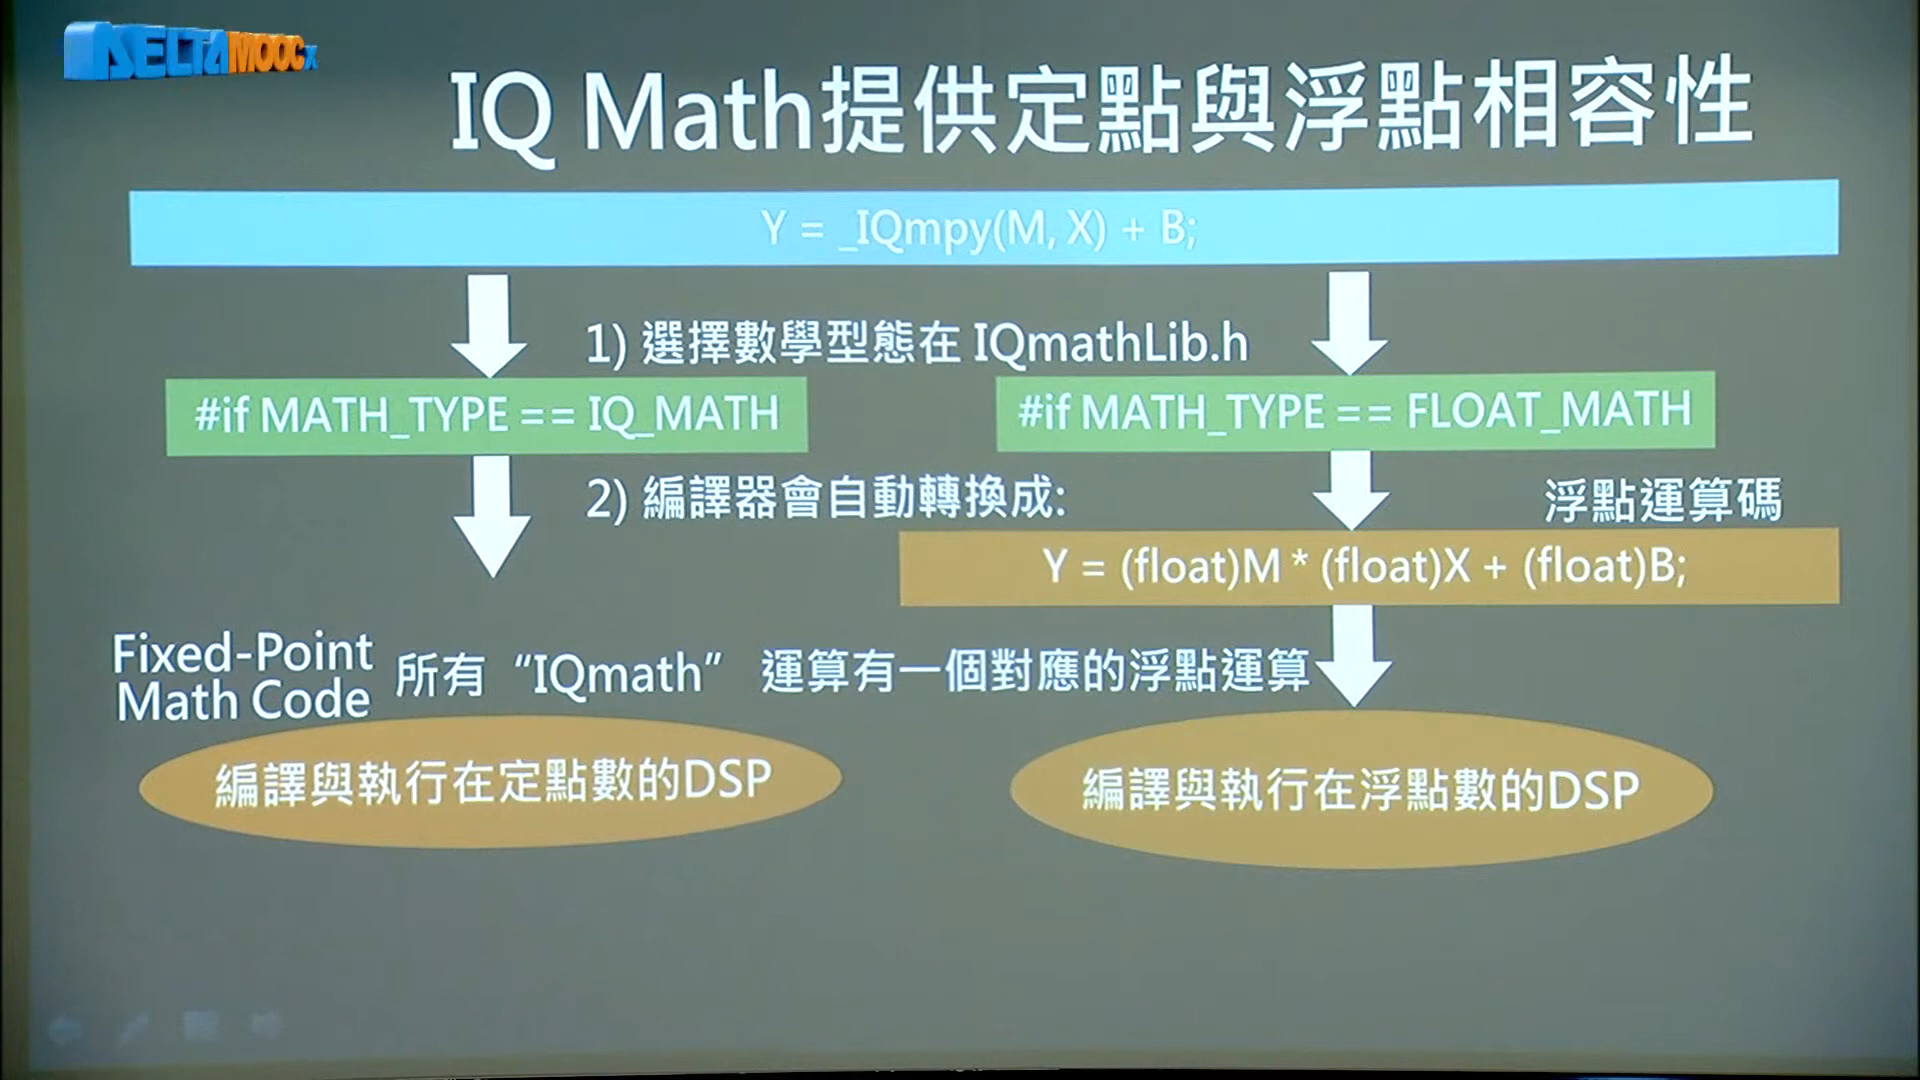 DELTAMOOCx
IQ Math提供定點與浮點相容性
Y = _IQmpy(M, X) + B;
1) 選擇數學型態在 IQmathLib.h
#if MATH_TYPE == IQ_MATH
#if MATH_TYPE == FLOAT_MATH
2) 編譯器會自動轉換成:
浮點運算碼
Y = (float)M * (float)X + (float)B;
Fixed-Point
Math Code
所有 “IQmath” 運算有一個對應的浮點運算
編譯與執行在定點數的DSP
編譯與執行在浮點數的DSP